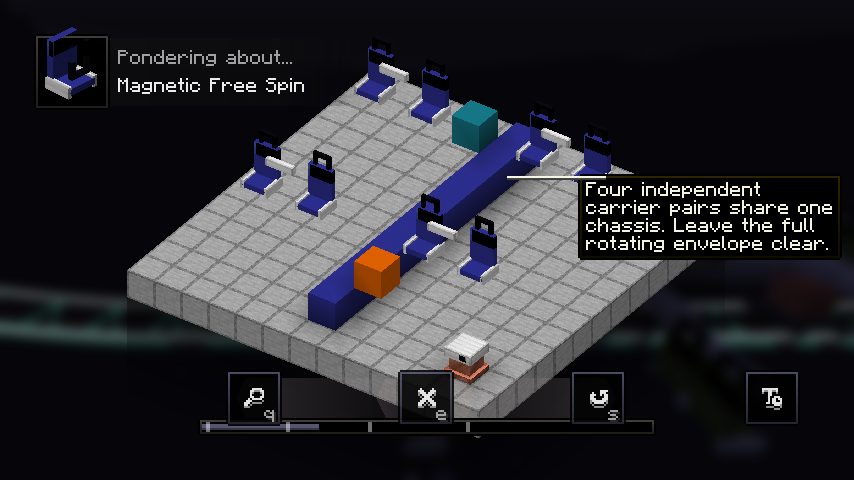 Pondering about...
Magnetic Free Spin
Four independent
carrier pairs share one
chassis. Leave the full
rotating envelope clear.
q
e
s